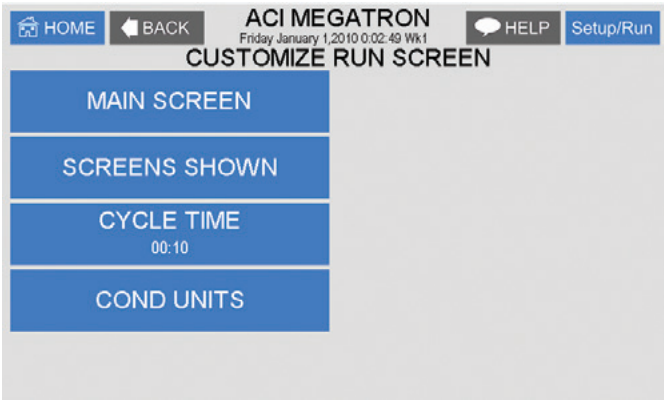 HOME
BACK
ACI MEGATRON
Friday January 1,2010 0:02:49 Wk1
HELP
Setup/Run
CUSTOMIZE RUN SCREEN
MAIN SCREEN
SCREENS SHOWN
CYCLE TIME
00:10
COND UNITS